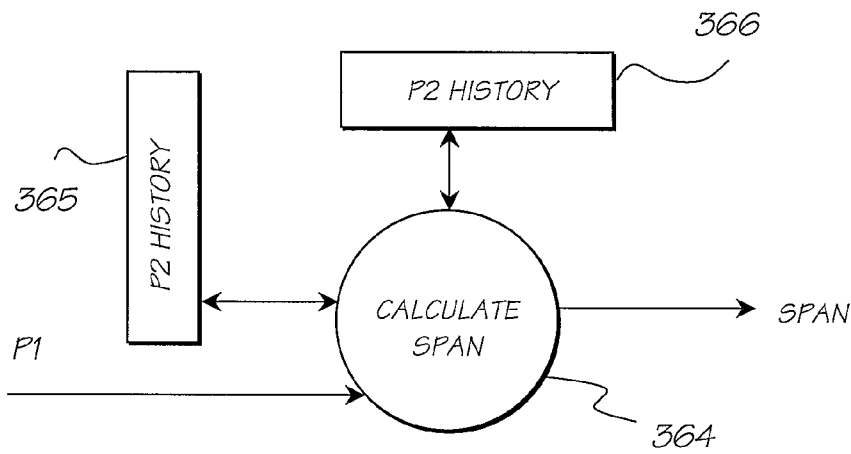 366
P2 HISTORY
P2 HISTORY
365
CALCULATE
SPAN
SPAN
P1
364